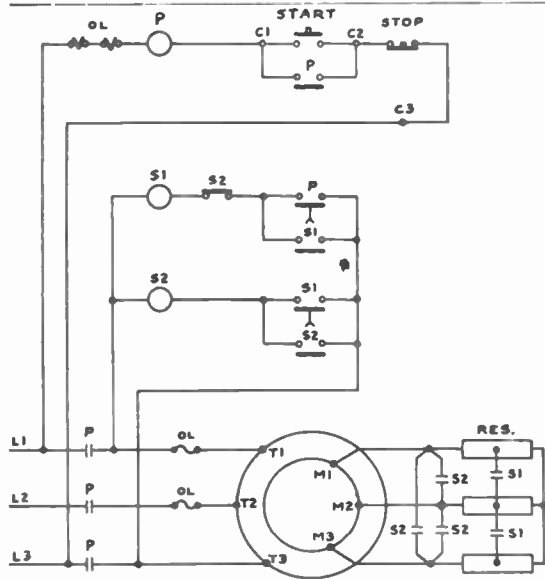 START
OL P C1 C2 STOP
P
C3
S1 S2 P
S1
S2 S1
S2
L1 P OL T1 RES.
M1 S2 S1
L2 P OL T2 M2
S2 S2 S1
M3
L3 P T3